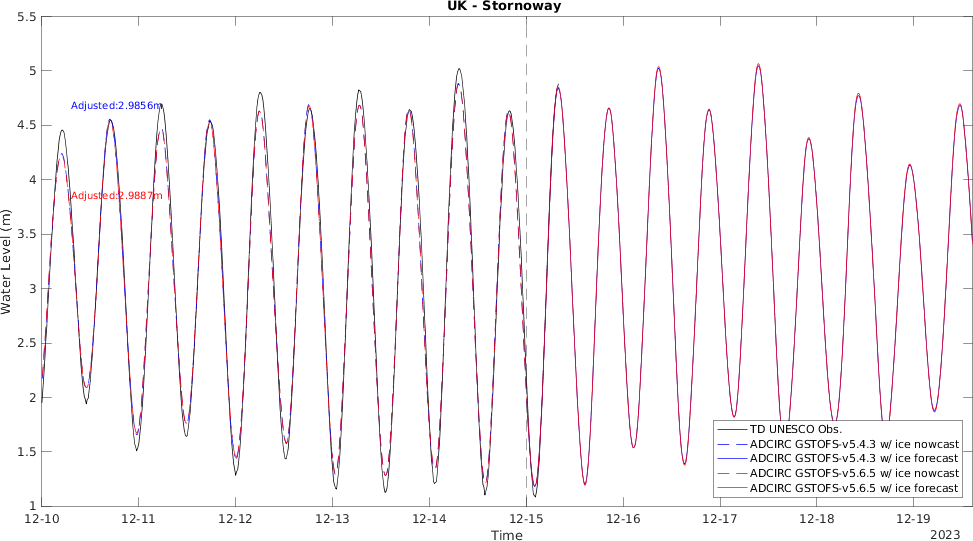 UK - Stornoway
5.5
5
4.5
4
3.5
3
2.5
2
1.5
1
Water Level (m)
Adjusted:2.9856m
Adjusted:2.9887m
TD UNESCO Obs.
ADCIRC GSTOFS-v5.4.3 w/ ice nowcast
ADCIRC GSTOFS-v5.4.3 w/ ice forecast
ADCIRC GSTOFS-v5.6.5 w/ ice nowcast
ADCIRC GSTOFS-v5.6.5 w/ ice forecast
12-10 12-11 12-12 12-13 12-14 12-15 12-16 12-17 12-18 12-19
Time
2023